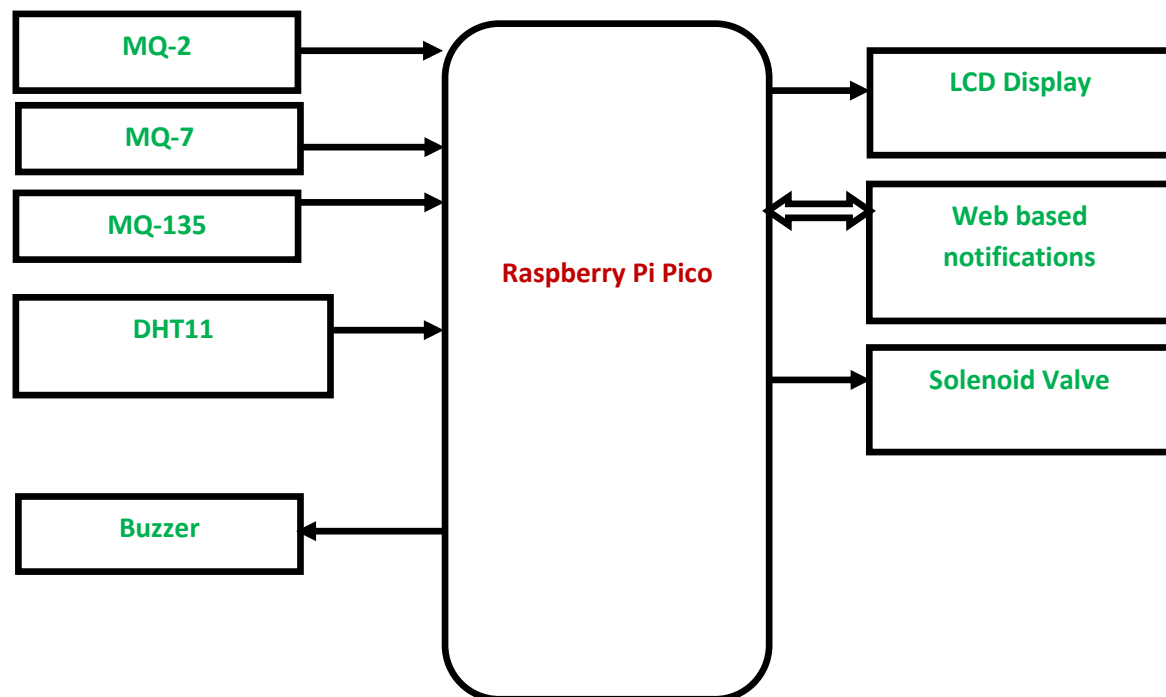 MQ-2
MQ-7
MQ-135
DHT11
Buzzer
Raspberry Pi Pico
LCD Display
Web based
notifications
Solenoid Valve